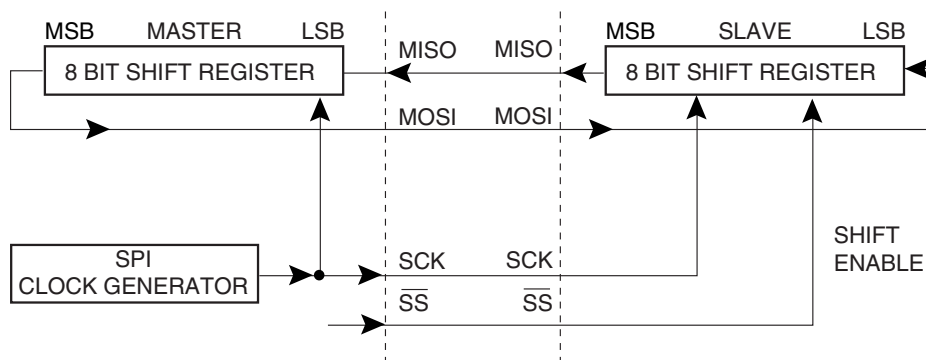 MSB MASTER LSB
MSB SLAVE LSB
MISO MISO
8 BIT SHIFT REGISTER
8 BIT SHIFT REGISTER
MOSI MOSI
SHIFT
ENABLE
SPI
CLOCK GENERATOR
SCK SCK
SS SS